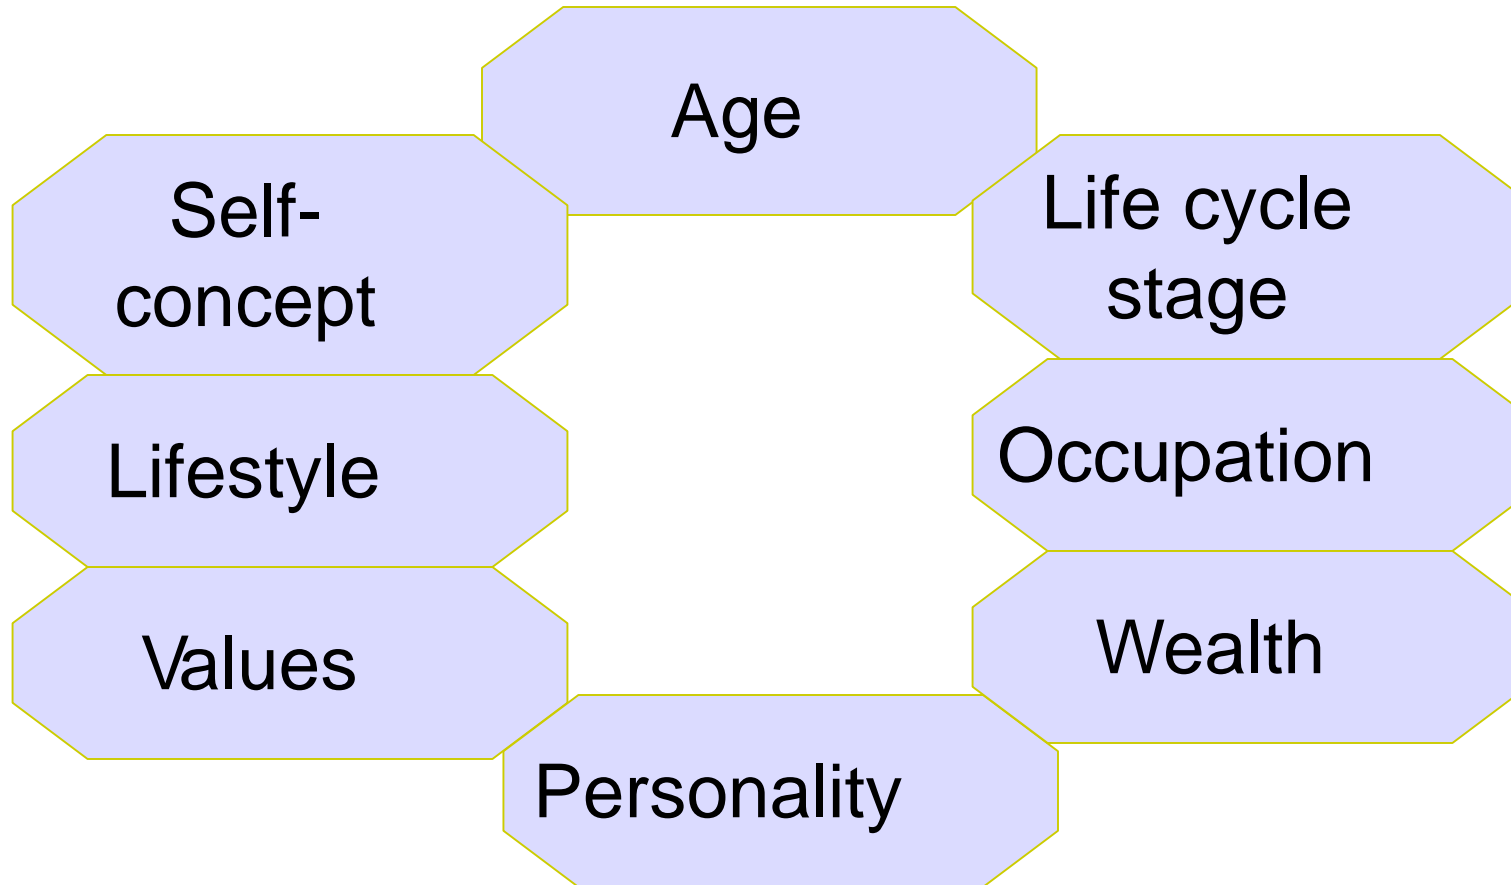 Age
Self-
concept
Life cycle
stage
Lifestyle
Occupation
Values
Wealth
Personality